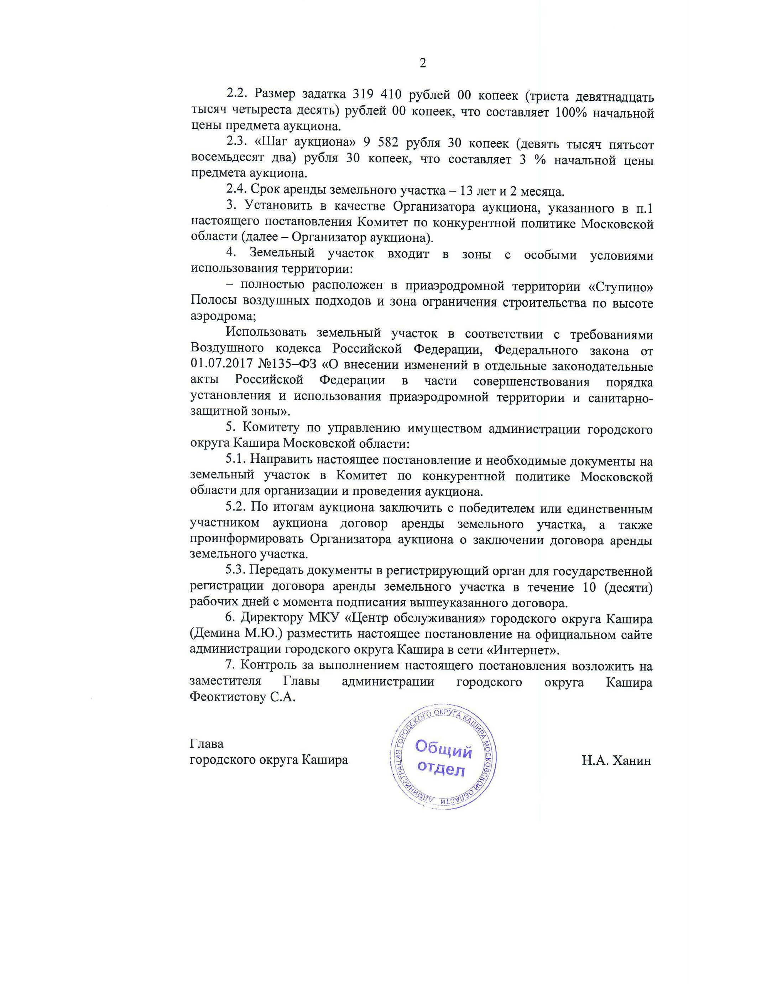 2
2.2. Размер задатка 319 410 рублей 00 копеек (триста девятнадцать
тысяч четыреста десять) рублей 00 копеек, что составляет 100% начальной
цены предмета аукциона.
2.3. «Шаг аукциона» 9 582 рубля 30 копеек (девять тысяч пятьсот
восемьдесят два) рубля 30 копеек, что составляет 3 % начальной цены
предмета аукциона.
2.4. Срок аренды земельного участка – 13 лет и 2 месяца.
3. Установить в качестве Организатора аукциона, указанного в п.1
настоящего постановления Комитет по конкурентной политике Московской
области (далее – Организатор аукциона).
4. Земельный участок входит в зоны с особыми условиями
использования территории:
– полностью расположен в приаэродромной территории «Ступино»
Полосы воздушных подходов и зона ограничения строительства по высоте
аэродрома;
Использовать земельный участок в соответствии с требованиями
Воздушного кодекса Российской Федерации, Федерального закона от
01.07.2017 №135–ФЗ «О внесении изменений в отдельные законодательные
акты Российской Федерации в части совершенствования порядка
установления и использования приаэродромной территории и санитарно-
защитной зоны».
5. Комитету по управлению имуществом администрации городского
округа Кашира Московской области:
5.1. Направить настоящее постановление и необходимые документы на
земельный участок в Комитет по конкурентной политике Московской
области для организации и проведения аукциона.
5.2. По итогам аукциона заключить с победителем или единственным
участником аукциона договор аренды земельного участка, а также
проинформировать Организатора аукциона о заключении договора аренды
земельного участка.
5.3. Передать документы в регистрирующий орган для государственной
регистрации договора аренды земельного участка в течение 10 (десяти)
рабочих дней с момента подписания вышеуказанного договора.
6. Директору МКУ «Центр обслуживания» городского округа Кашира
(Демина М.Ю.) разместить настоящее постановление на официальном сайте
администрации городского округа Кашира в сети «Интернет».
7. Контроль за выполнением настоящего постановления возложить на
заместителя Главы администрации городского округа Кашира
Феоктистову С.А.
Глава
городского округа Кашира
Н.А. Ханин
АДМИНИСТРАЦИЯ ГОРОДСКОГО ОКРУГА КАШИРА МОСКОВСКОЙ ОБЛАСТИ
Общий
отдел